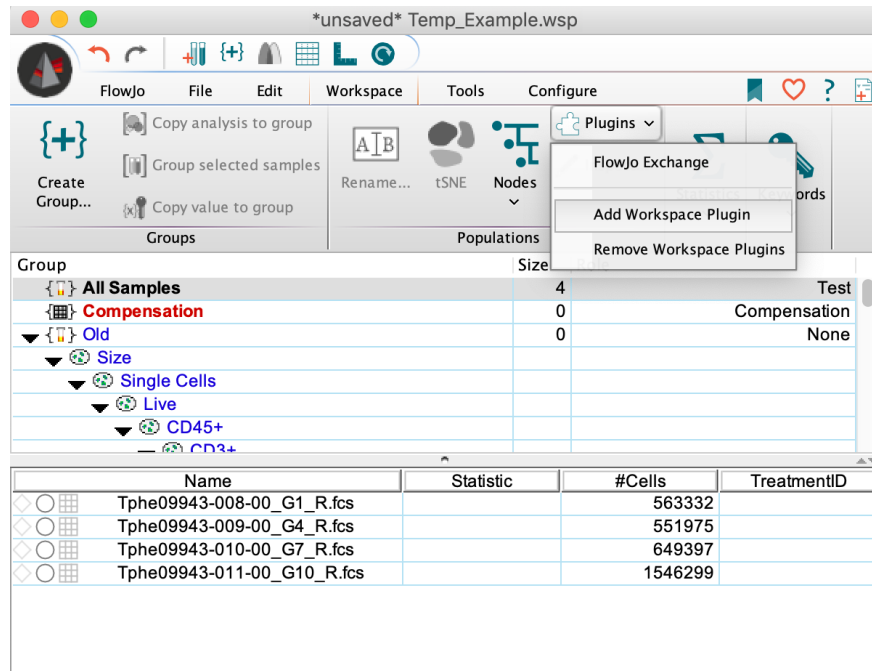 *unsaved* Temp_Example.wsp
{+}
?
FlowJo File Edit Workspace Tools Configure
{+} Copy analysis to group
Plugins
Group selected samples
A B
FlowJo Exchange
Create Group...
Rename... tSNE Nodes
Statistics
Add Workspace Plugin
{x} Copy value to group
Remove Workspace Plugins
Groups Populations
Group Size Role
All Samples 4 Test
Compensation 0 Compensation
Old 0 None
Size
Single Cells
Live
CD45+
CD3+
Name Statistic #Cells TreatmentID
Tphe09943-008-00_G1_R.fcs 563332
Tphe09943-009-00_G4_R.fcs 551975
Tphe09943-010-00_G7_R.fcs 649397
Tphe09943-011-00_G10_R.fcs 1546299